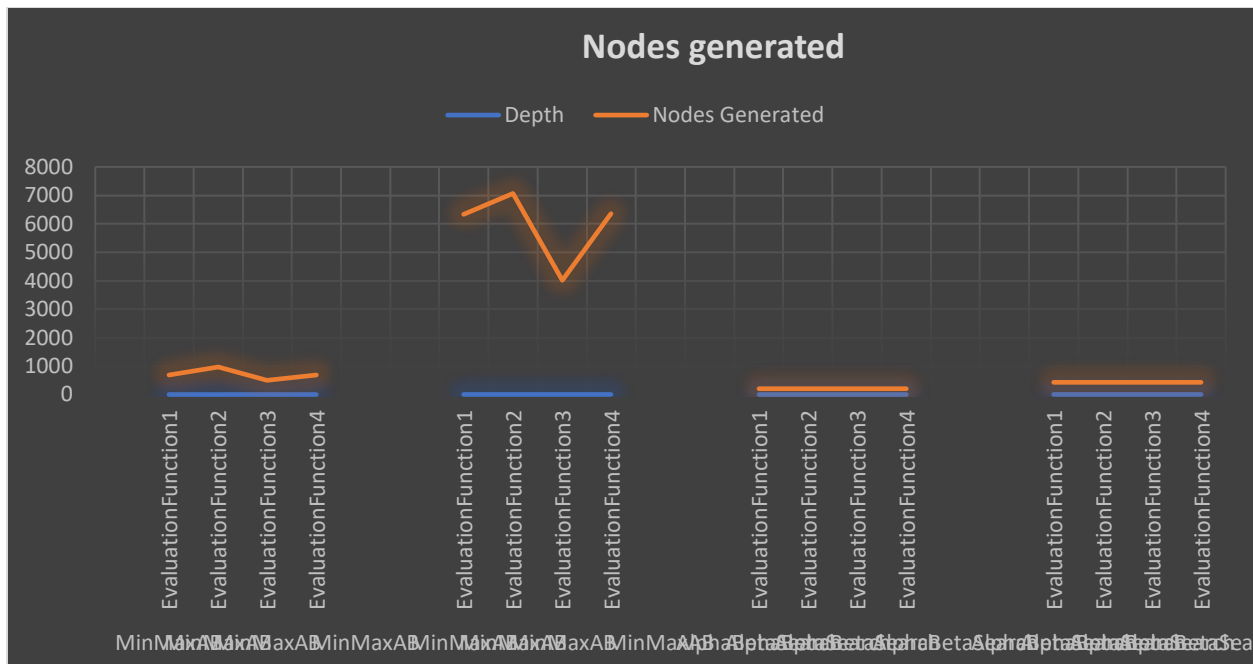 Nodes generated
Depth
Nodes Generated
8000
7000
6000
5000
4000
3000
2000
1000
0
EvaluationFunction1
EvaluationFunction2
EvaluationFunction3
EvaluationFunction4
EvaluationFunction1
EvaluationFunction2
EvaluationFunction3
EvaluationFunction4
EvaluationFunction1
EvaluationFunction2
EvaluationFunction3
EvaluationFunction4
EvaluationFunction1
EvaluationFunction2
EvaluationFunction3
EvaluationFunction4
MinMaxAB